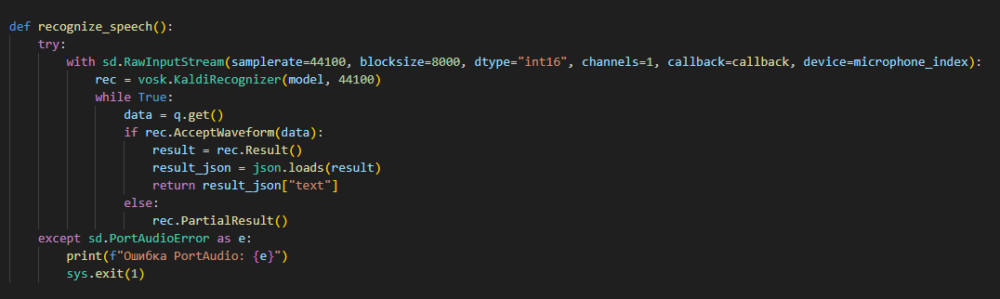 def recognize_speech():
    try:
        with sd.RawInputStream(samplerate=44100, blocksize=8000, dtype="int16", channels=1, callback=callback, device=microphone_index):
            rec = vosk.KaldiRecognizer(model, 44100)
            while True:
                data = q.get()
                if rec.AcceptWaveform(data):
                    result = rec.Result()
                    result_json = json.loads(result)
                    return result_json["text"]
                else:
                    rec.PartialResult()
    except sd.PortAudioError as e:
        print(f"Ошибка PortAudio: {e}")
        sys.exit(1)